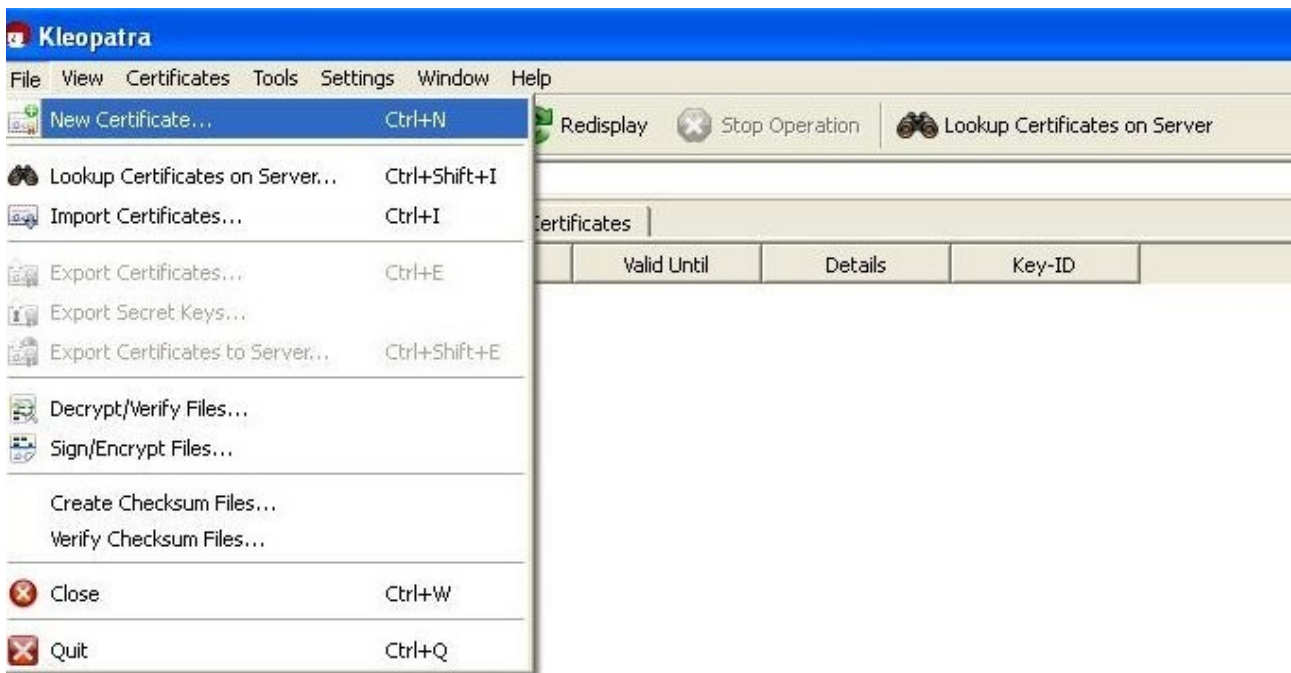 Kleopatra
File View Certificates Tools Settings Window Help
New Certificate... Ctrl+N
Redisplay Stop Operation Lookup Certificates on Server
Lookup Certificates on Server... Ctrl+Shift+I
Import Certificates... Ctrl+I
Certificates
Valid Until Details Key-ID
Export Certificates... Ctrl+E
Export Secret Keys...
Export Certificates to Server... Ctrl+Shift+E
Decrypt/Verify Files...
Sign/Encrypt Files...
Create Checksum Files...
Verify Checksum Files...
Close Ctrl+W
Quit Ctrl+Q